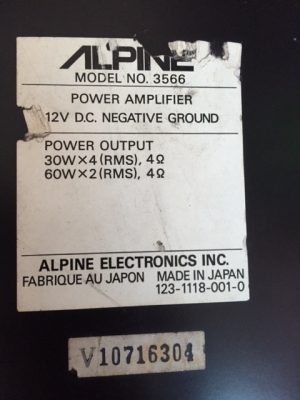 ALPINE
MODEL NO. 3566
POWER AMPLIFIER
12V D.C. NEGATIVE GROUND
POWER OUTPUT
30W×4(RMS), 4Ω
60W×2(RMS), 4Ω
ALPINE ELECTRONICS INC.
FABRIQUE AU JAPON MADE IN JAPAN
123-1118-001-0
V10716304